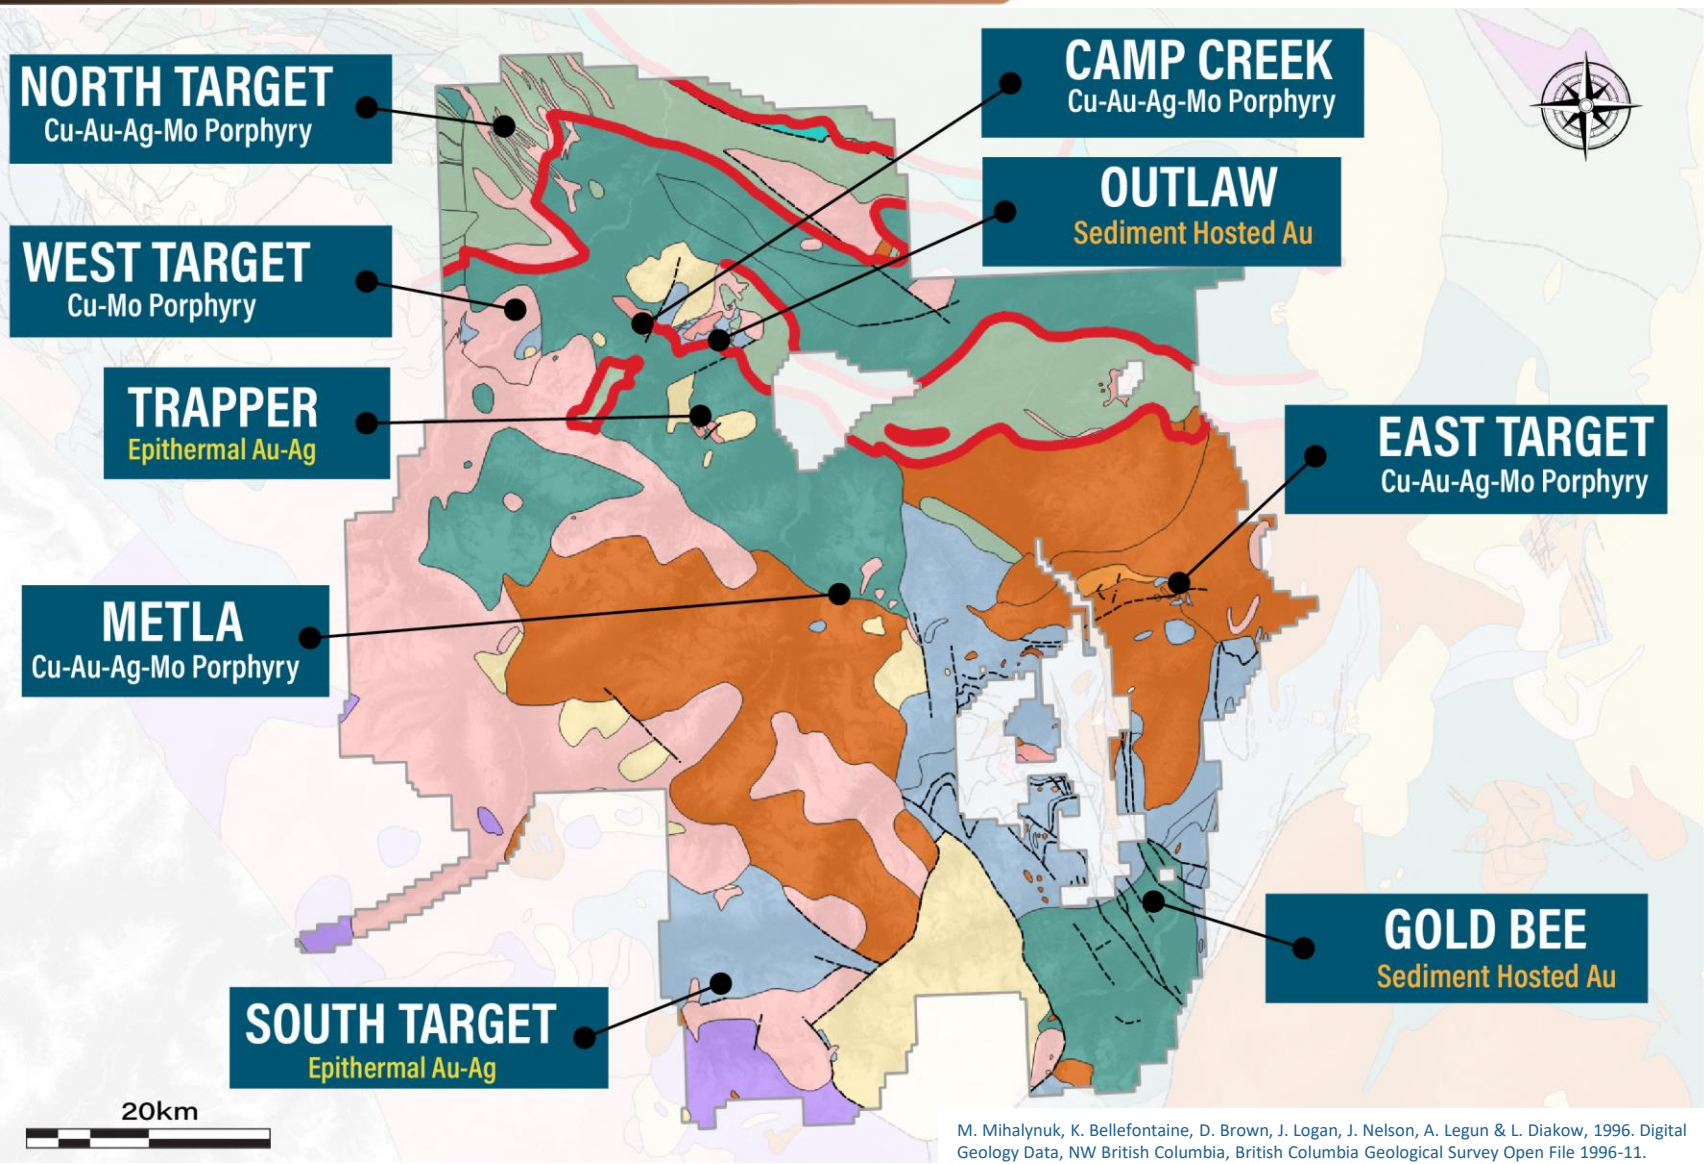 NORTH TARGET
Cu-Au-Ag-Mo Porphyry
CAMP CREEK
Cu-Au-Ag-Mo Porphyry
OUTLAW
Sediment Hosted Au
WEST TARGET
Cu-Mo Porphyry
TRAPPER
Epithermal Au-Ag
EAST TARGET
Cu-Au-Ag-Mo Porphyry
METLA
Cu-Au-Ag-Mo Porphyry
GOLD BEE
Sediment Hosted Au
SOUTH TARGET
Epithermal Au-Ag
20km
M. Mihalynuk, K. Bellefontaine, D. Brown, J. Logan, J. Nelson, A. Legun & L. Diakow, 1996. Digital
Geology Data, NW British Columbia, British Columbia Geological Survey Open File 1996-11.